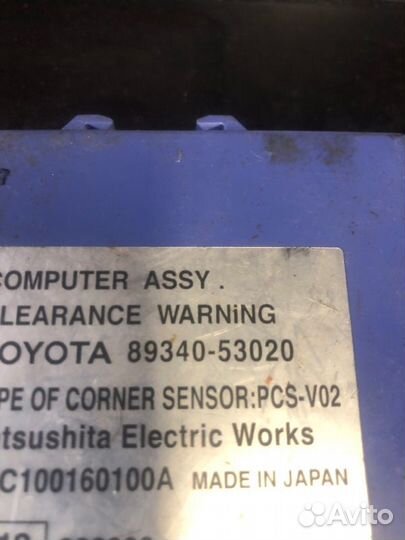 COMPUTER ASSY.
LEARANCE WARNiNG
OYOTA 89340-53020
PE OF CORNER SENSOR:PCS-V02
tsushita Electric Works
C100160100A MADE IN JAPAN
Avito